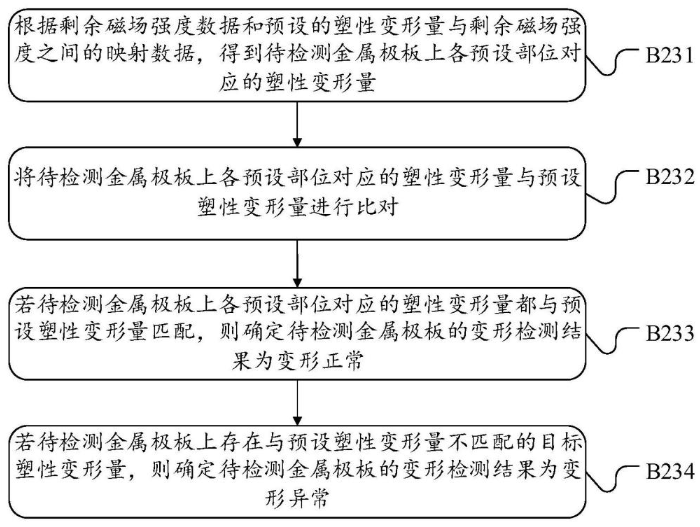 根据剩余磁场强度数据和预设的塑性变形量与剩余磁场强
度之间的映射数据，得到待检测金属极板上各预设部位对
应的塑性变形量
B231
将待检测金属极板上各预设部位对应的塑性变形量与预设
塑性变形量进行比对
B232
若待检测金属极板上各预设部位对应的塑性变形量都与预
设塑性变形量匹配，则确定待检测金属极板的变形检测结
果为变形正常
B233
若待检测金属极板上存在与预设塑性变形量不匹配的目标
塑性变形量，则确定待检测金属极板的变形检测结果为变
形异常
B234